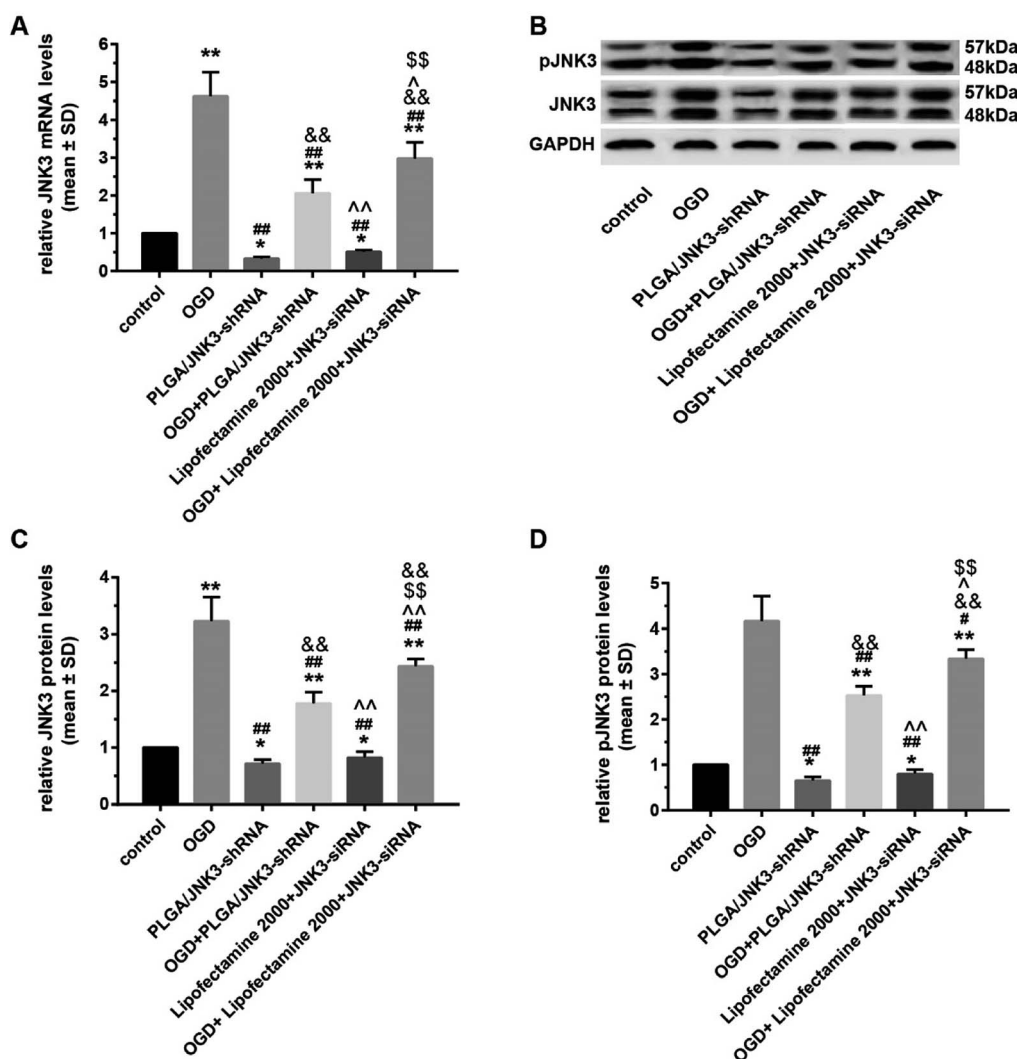 A
relative JNK3 mRNA levels
(mean ± SD)
6
5
4
3
2
1
0
**
##
*
&&
##
**
^^
##
*
$$
^
&&
##
**
control
OGD
PLGA/JNK3-shRNA
OGD+PLGA/JNK3-shRNA
Lipofectamine 2000+JNK3-siRNA
OGD+ Lipofectamine 2000+JNK3-siRNA
B
pJNK3
57kDa
48kDa
JNK3
57kDa
48kDa
GAPDH
control
OGD
PLGA/JNK3-shRNA
OGD+PLGA/JNK3-shRNA
Lipofectamine 2000+JNK3-siRNA
OGD+ Lipofectamine 2000+JNK3-siRNA
C
relative JNK3 protein levels
(mean ± SD)
4
3
2
1
0
**
##
*
&&
##
**
^^
##
*
&&
$$
^^
##
**
control
OGD
PLGA/JNK3-shRNA
OGD+PLGA/JNK3-shRNA
Lipofectamine 2000+JNK3-siRNA
OGD+ Lipofectamine 2000+JNK3-siRNA
D
relative pJNK3 protein levels
(mean ± SD)
5
4
3
2
1
0
##
*
&&
##
**
^^
##
*
$$
^
&&
#
**
control
OGD
PLGA/JNK3-shRNA
OGD+PLGA/JNK3-shRNA
Lipofectamine 2000+JNK3-siRNA
OGD+ Lipofectamine 2000+JNK3-siRNA